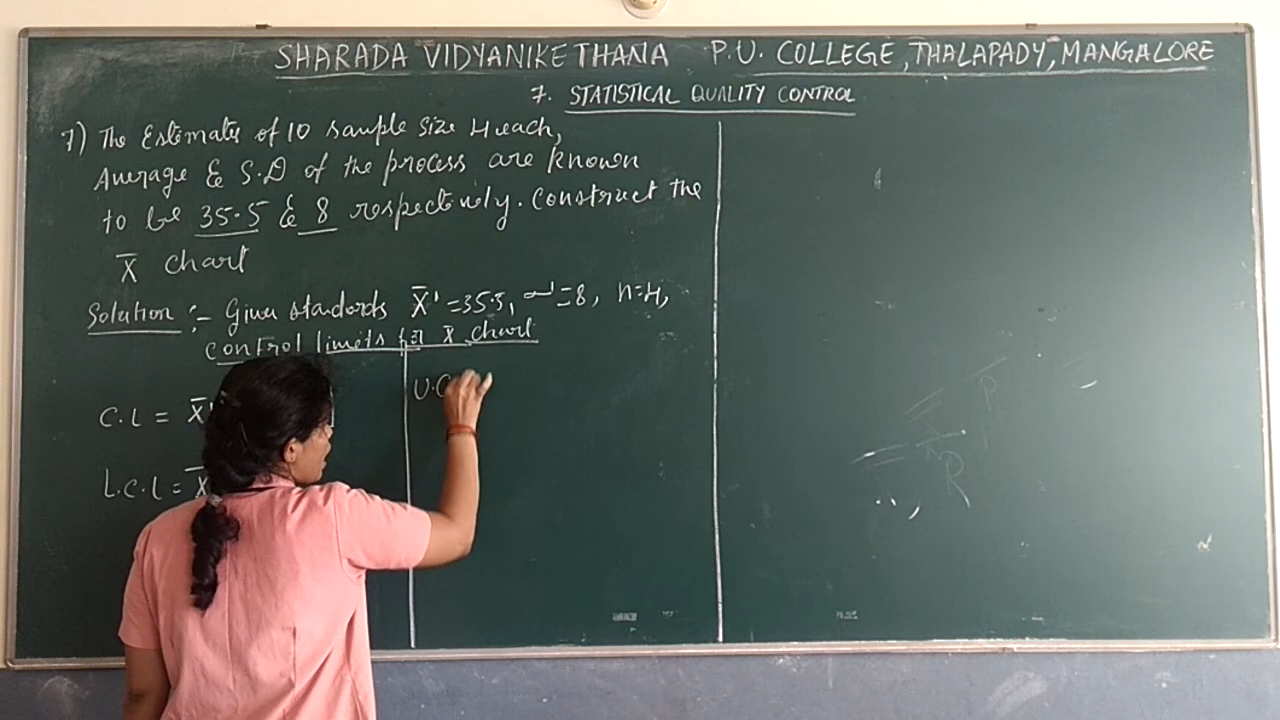 SHARADA VIDYANIKETHANA P.U. COLLEGE, THALAPADY, MANGALORE
7. STATISTICAL QUALITY CONTROL
7) The Estimates of 10 sample size 4 each,
Average & S.D of the process are known
to be 35.5 & 8 respectively. Construct the
X̄ chart
Solution :- Given standards X̄' = 35.5, σ' = 8, n=4,
control limits for X̄ chart
C.L = X̄'
L.C.L = X̄
U.C